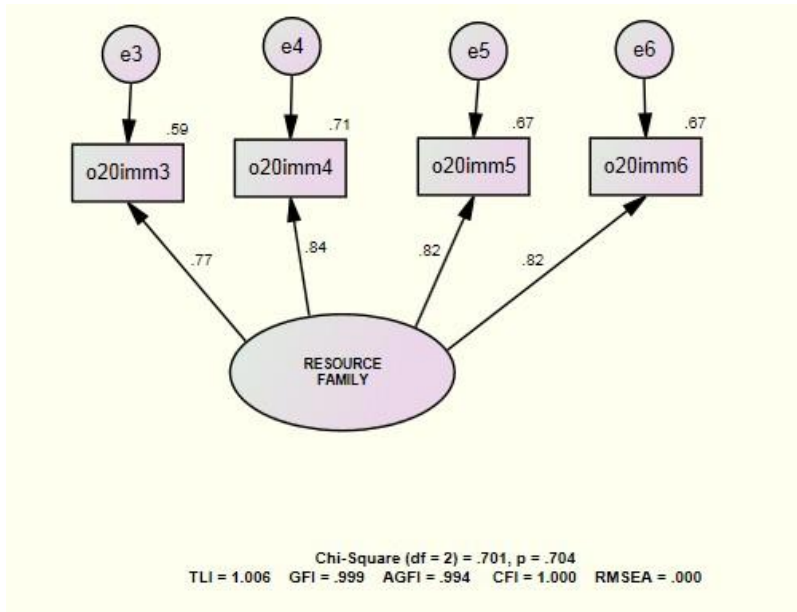 e3
e4
e5
e6
.59
.71
.67
.67
o20imm3
o20imm4
o20imm5
o20imm6
.77
.84
.82
.82
RESOURCE
FAMILY
Chi-Square (df = 2) = .701, p = .704
TLI = 1.006 GFI = .999 AGFI = .994 CFI = 1.000 RMSEA = .000